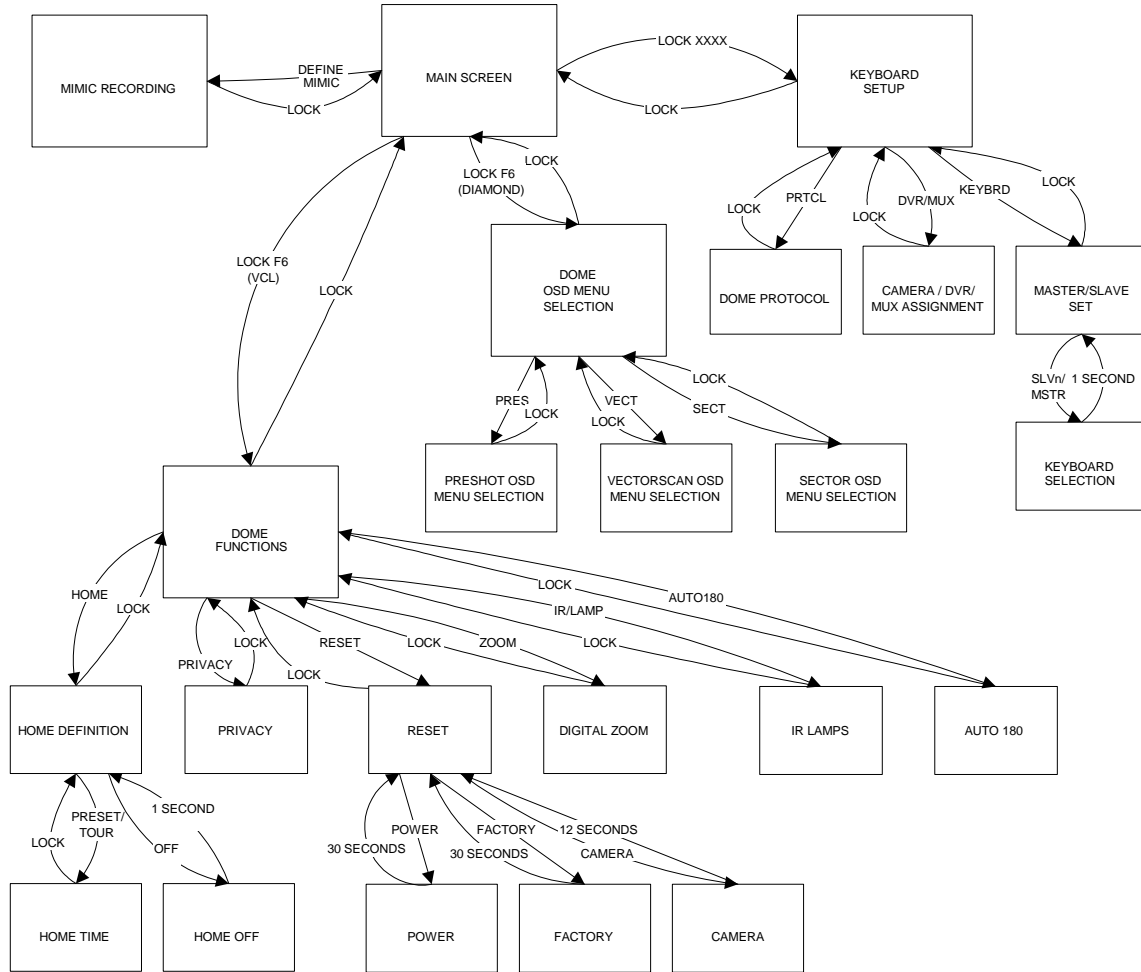 LOCK XXXX
DEFINE
MIMIC
MIMIC RECORDING
MAIN SCREEN
KEYBOARD
SETUP
LOCK
LOCK
LOCK
LOCK F6
(DIAMOND)
PRTCL
DVR/MUX
KEYBRD
LOCK
LOCK
LOCK
LOCK F6
(VCL)
LOCK
DOME
OSD MENU
SELECTION
DOME PROTOCOL
CAMERA / DVR/
MUX ASSIGNMENT
MASTER/SLAVE
SET
PRES
LOCK
VECT
LOCK
LOCK
SECT
SLVn/
MSTR
1 SECOND
PRESHOT OSD
MENU SELECTION
VECTORSCAN OSD
MENU SELECTION
SECTOR OSD
MENU SELECTION
KEYBOARD
SELECTION
DOME
FUNCTIONS
HOME
LOCK
LOCK
AUTO180
IR/LAMP
PRIVACY
LOCK
RESET
LOCK
LOCK
ZOOM
LOCK
HOME DEFINITION
PRIVACY
RESET
DIGITAL ZOOM
IR LAMPS
AUTO 180
LOCK
PRESET/
TOUR
1 SECOND
OFF
POWER
30 SECONDS
FACTORY
30 SECONDS
12 SECONDS
CAMERA
HOME TIME
HOME OFF
POWER
FACTORY
CAMERA